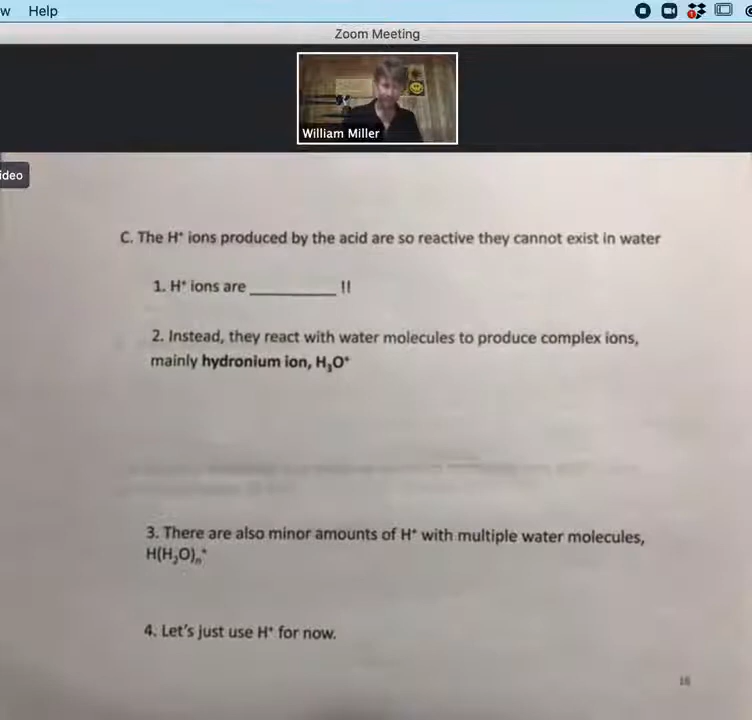 w Help
Zoom Meeting
William Miller
ideo
C. The H⁺ ions produced by the acid are so reactive they cannot exist in water
1. H⁺ ions are _________ !!
2. Instead, they react with water molecules to produce complex ions,
mainly hydronium ion, H₃O⁺
3. There are also minor amounts of H⁺ with multiple water molecules,
H(H₂O)ₙ⁺
4. Let's just use H⁺ for now.